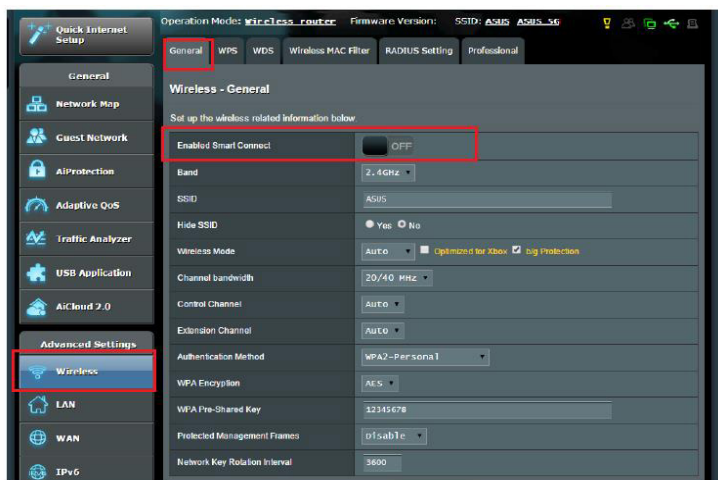 Quick Internet Setup
Operation Mode: Wireless router Firmware Version: SSID: ASUS ASUS_5G
General WPS WDS Wireless MAC Filter RADIUS Setting Professional
General
Network Map
Guest Network
AiProtection
Adaptive QoS
Traffic Analyzer
USB Application
AiCloud 2.0
Advanced Settings
Wireless
LAN
WAN
IPv6
Wireless - General
Set up the wireless related information below
Enabled Smart Connect OFF
Band 2.4GHz
SSID ASUS
Hide SSID Yes No
Wireless Mode Auto Optimized for Xbox b/g Protection
Channel bandwidth 20/40 MHz
Control Channel Auto
Extension Channel Auto
Authentication Method WPA2-Personal
WPA Encryption AES
WPA Pre-Shared Key 12345678
Protected Management Frames Disable
Network Key Rotation Interval 3600